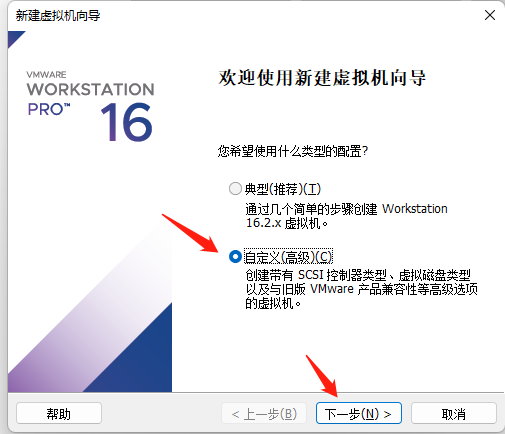 新建虚拟机向导
VMWARE
WORKSTATION
PRO™ 16
欢迎使用新建虚拟机向导
您希望使用什么类型的配置?
典型(推荐)(T)
通过几个简单的步骤创建 Workstation
16.2.x 虚拟机。
自定义(高级)(C)
创建带有 SCSI 控制器类型、虚拟磁盘类型
以及与旧版 VMware 产品兼容性等高级选项
的虚拟机。
帮助
< 上一步(B)
下一步(N) >
取消